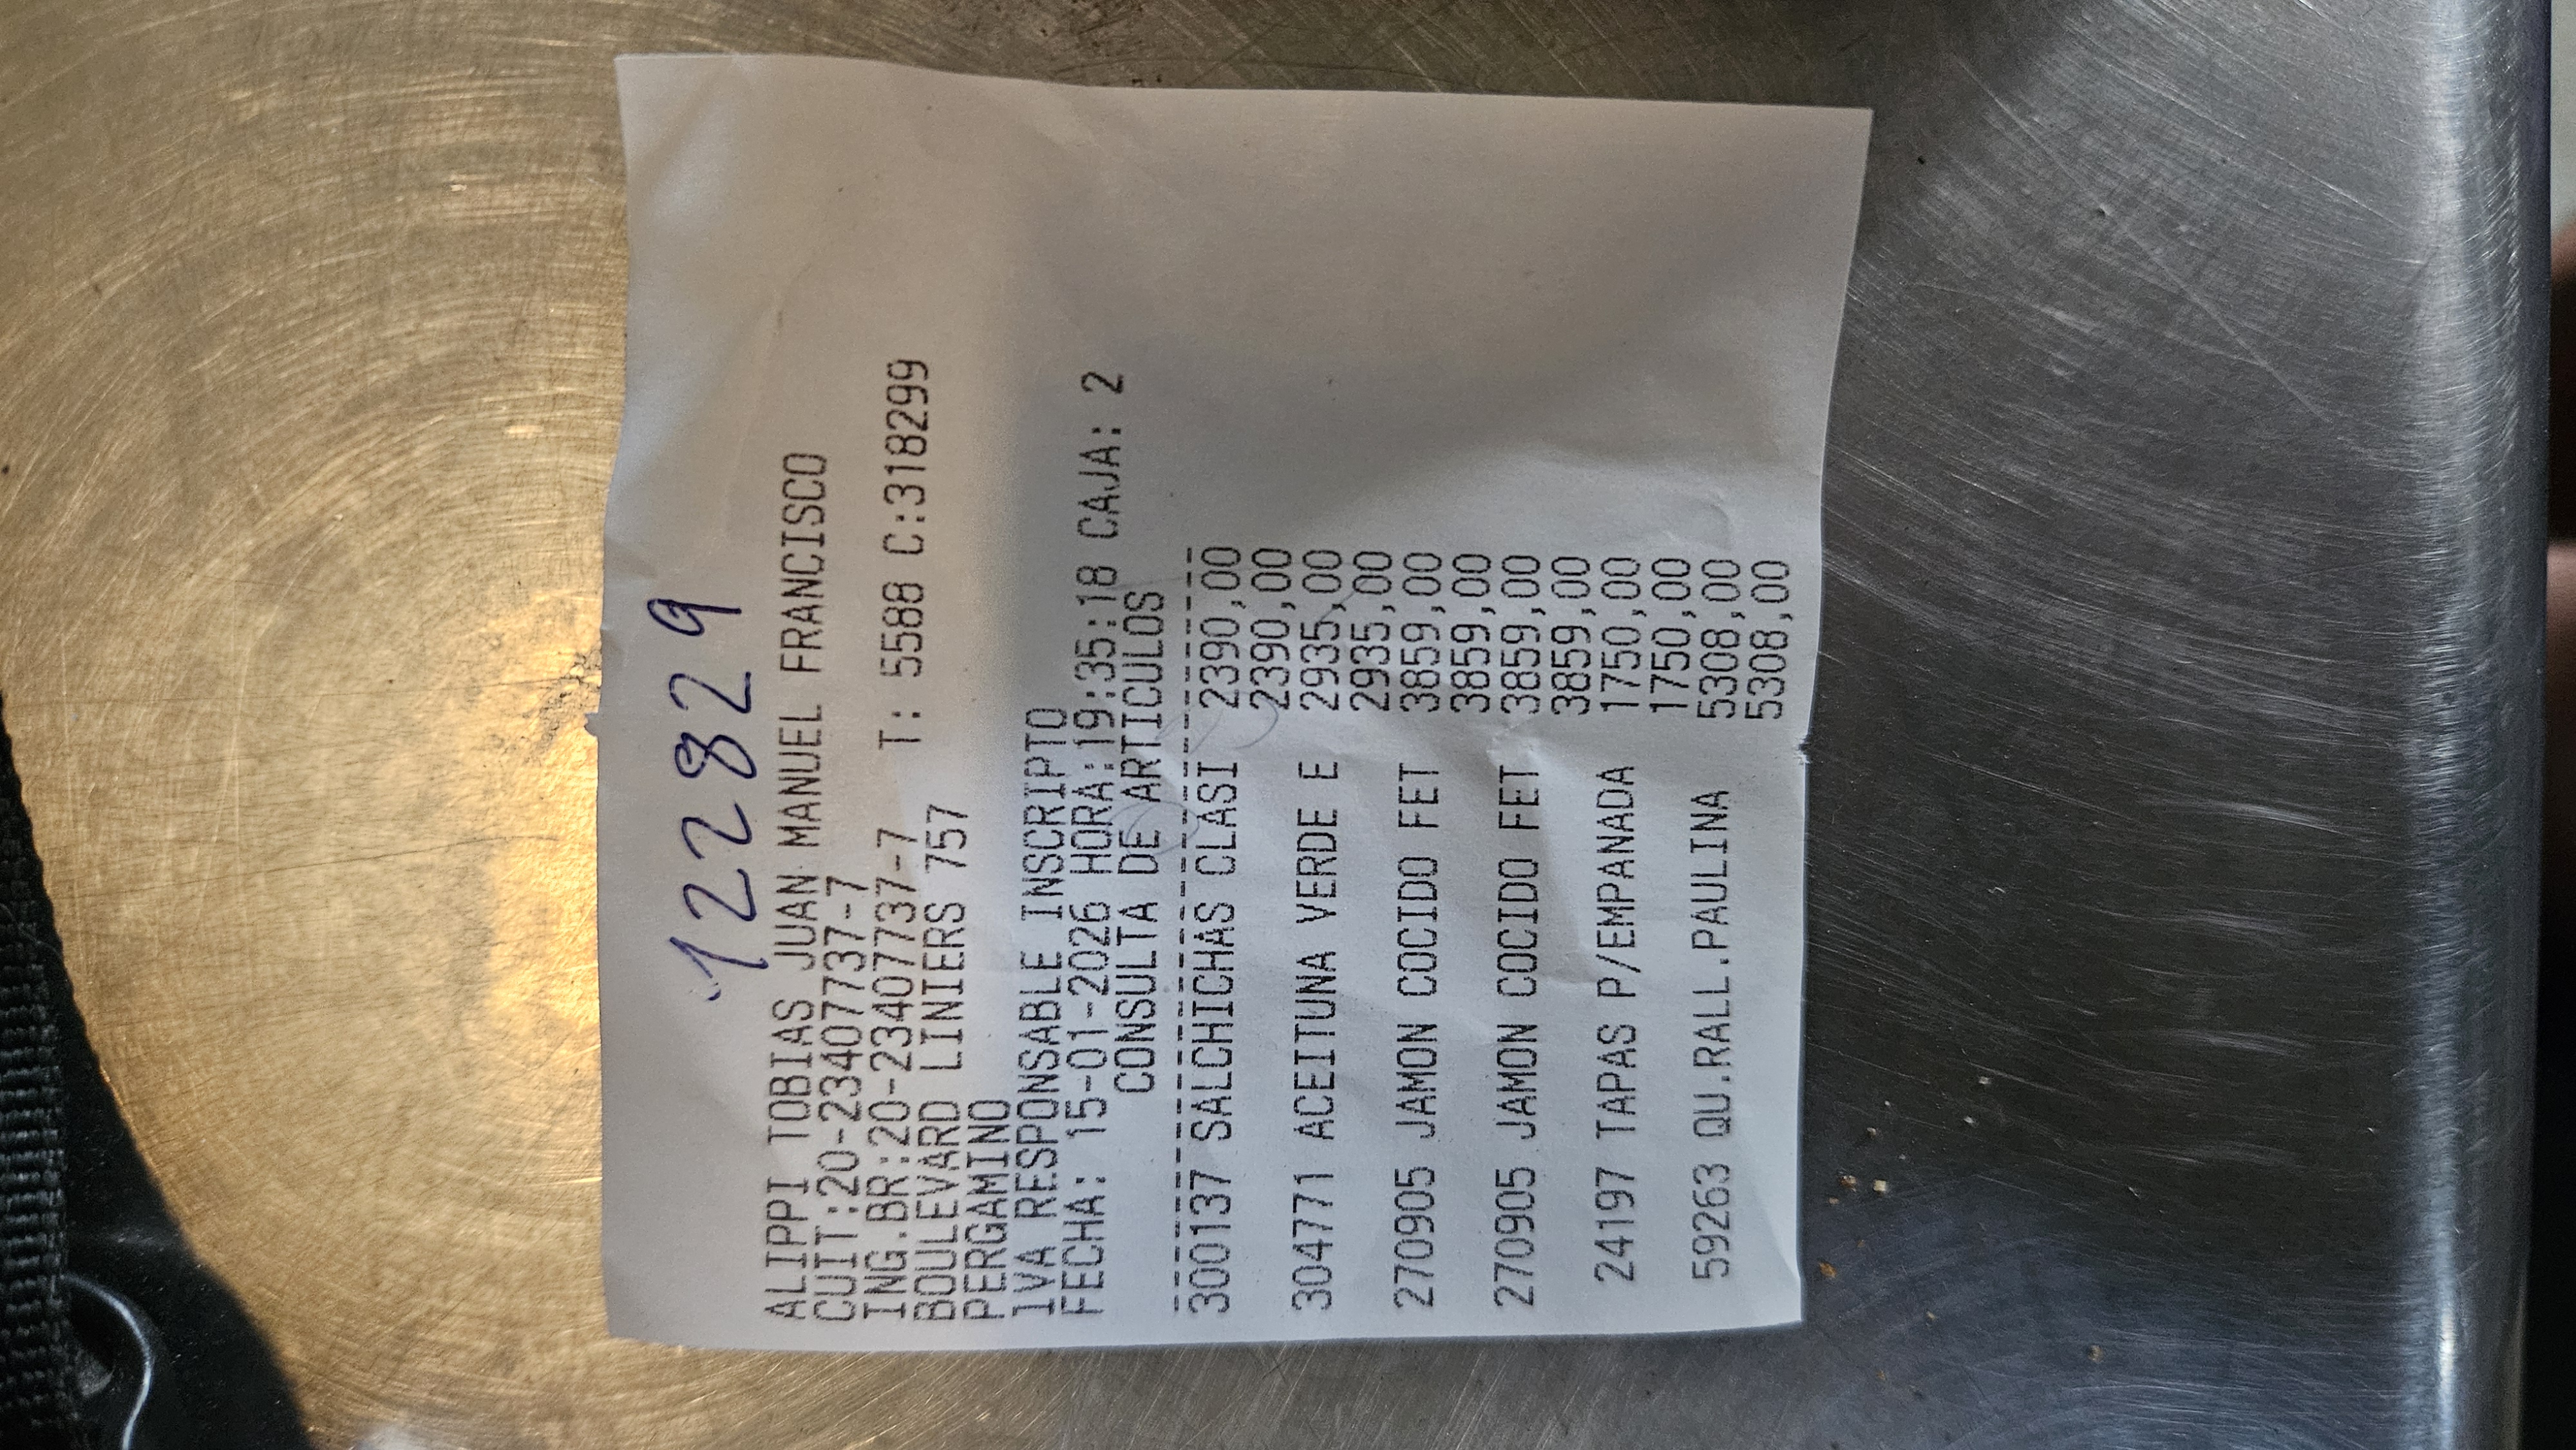 122829
ALIPPI TOBIAS JUAN MANUEL FRANCISCO
CUIT:20-23407737-7
ING.BR:20-23407737-7 T: 5588 C:318299
BOULEVARD LINIERS 757
PERGAMINO
IVA RESPONSABLE INSCRIPTO
FECHA: 15-01-2026 HORA:19:35:18 CAJA: 2
CONSULTA DE ARTICULOS
300137 SALCHICHAS CLASI 2390,00
2390,00
304771 ACEITUNA VERDE E 2935,00
2935,00
270905 JAMON COCIDO FET 3859,00
3859,00
270905 JAMON COCIDO FET 3859,00
3859,00
24197 TAPAS P/EMPANADA 1750,00
1750,00
59263 QU.RALL.PAULINA 5308,00
5308,00